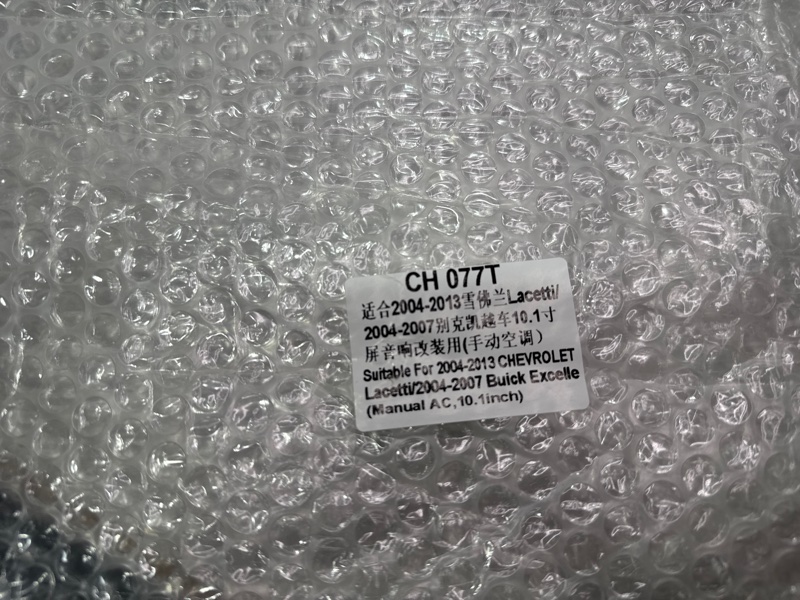 CH 077T
适合2004-2013雪佛兰Lacetti/
2004-2007别克凯越车10.1寸
屏音响改装用(手动空调)
Suitable For 2004-2013 CHEVROLET
Lacetti/2004-2007 Buick Excelle
(Manual AC,10.1inch)